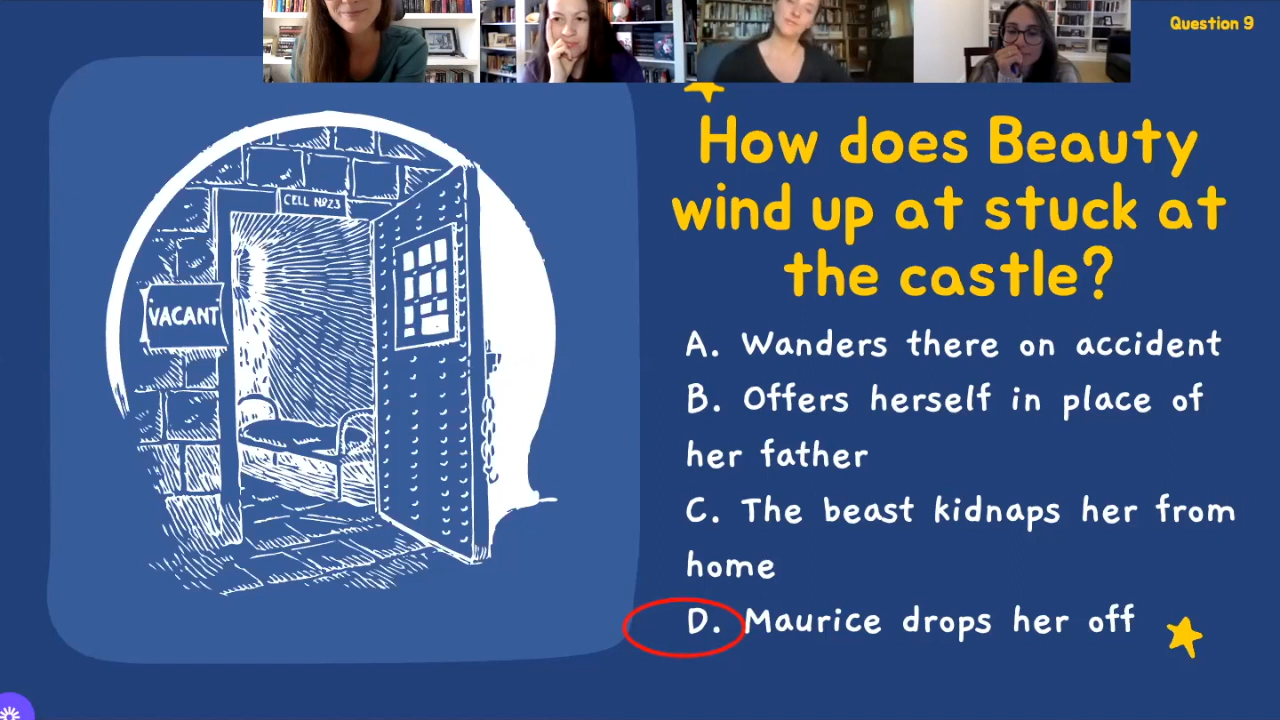 Question 9
How does Beauty
wind up at stuck at
the castle?
A. Wanders there on accident
B. Offers herself in place of
her father
C. The beast kidnaps her from
home
D. Maurice drops her off
CELL Nº23
VACANT